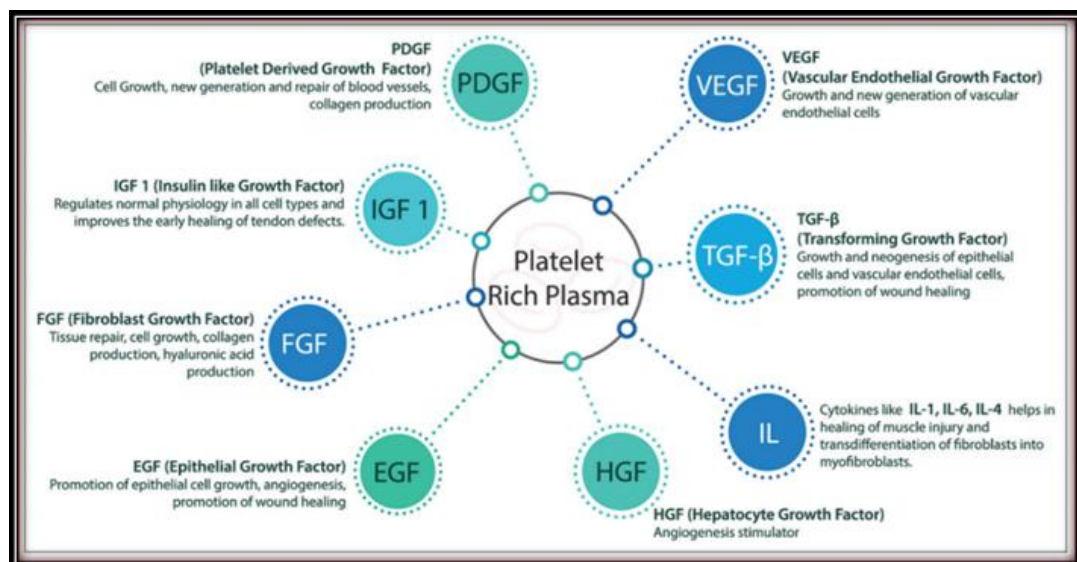 PDGF
(Platelet Derived Growth Factor)
Cell Growth, new generation and repair of blood vessels,
collagen production
PDGF
VEGF
VEGF
(Vascular Endothelial Growth Factor)
Growth and new generation of vascular
endothelial cells
IGF 1 (Insulin like Growth Factor)
Regulates normal physiology in all cell types and
improves the early healing of tendon defects.
IGF 1
Platelet
Rich Plasma
TGF-β
TGF-β
(Transforming Growth Factor)
Growth and neogenesis of epithelial
cells and vascular endothelial cells,
promotion of wound healing
FGF (Fibroblast Growth Factor)
Tissue repair, cell growth, collagen
production, hyaluronic acid
production
FGF
IL
Cytokines like IL-1, IL-6, IL-4 helps in
healing of muscle injury and
transdifferentiation of fibroblasts into
myofibroblasts.
EGF (Epithelial Growth Factor)
Promotion of epithelial cell growth, angiogenesis,
promotion of wound healing
EGF
HGF
HGF (Hepatocyte Growth Factor)
Angiogenesis stimulator